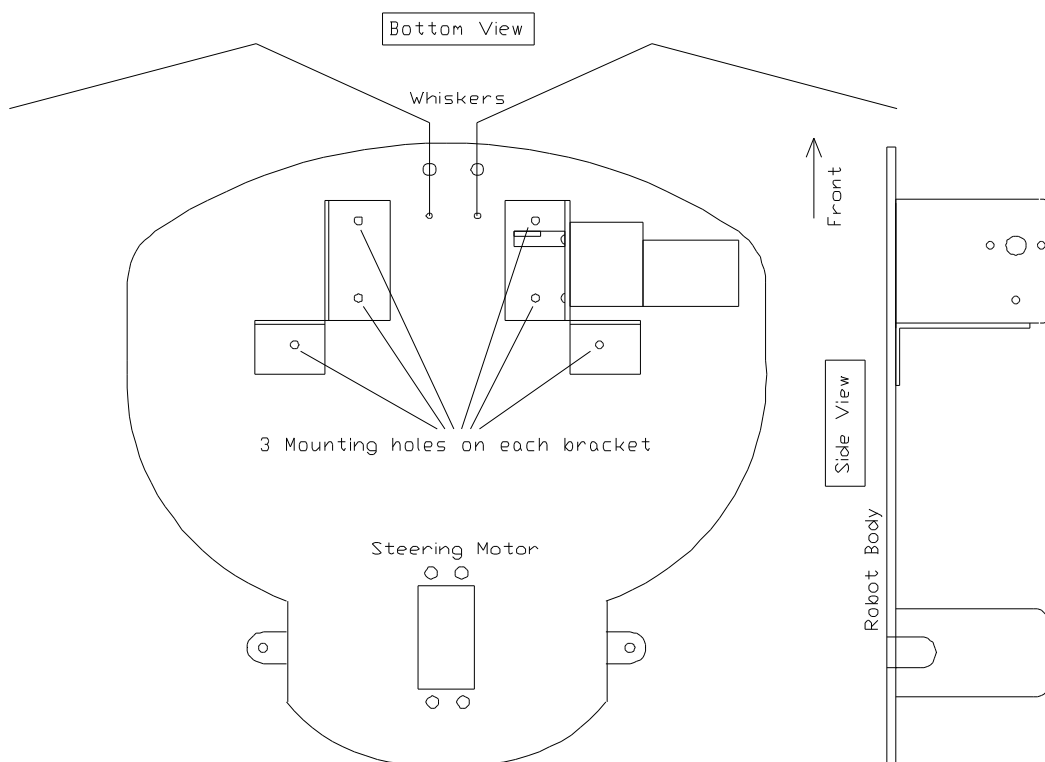 Bottom View
Whiskers
Front
3 Mounting holes on each bracket
Side View
Steering Motor
Robot Body